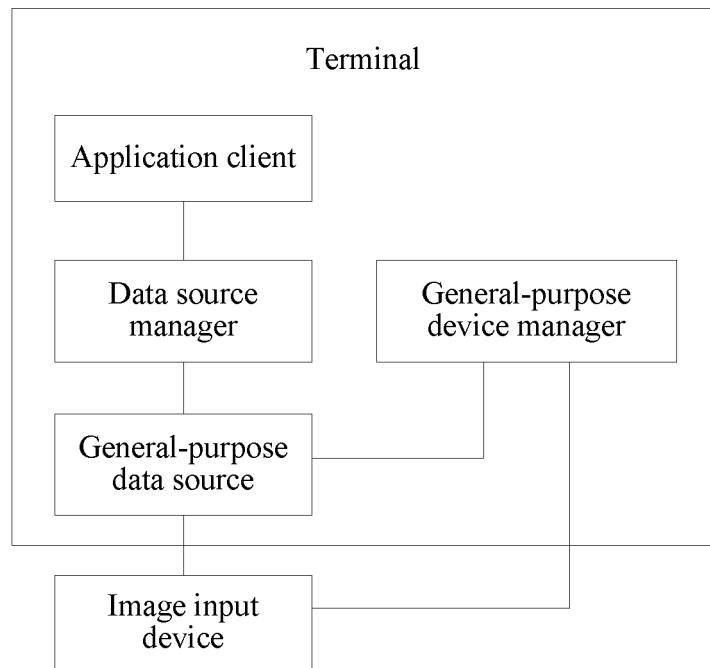 Terminal
Application client
Data source
manager
General-purpose
device manager
General-purpose
data source
Image input
device